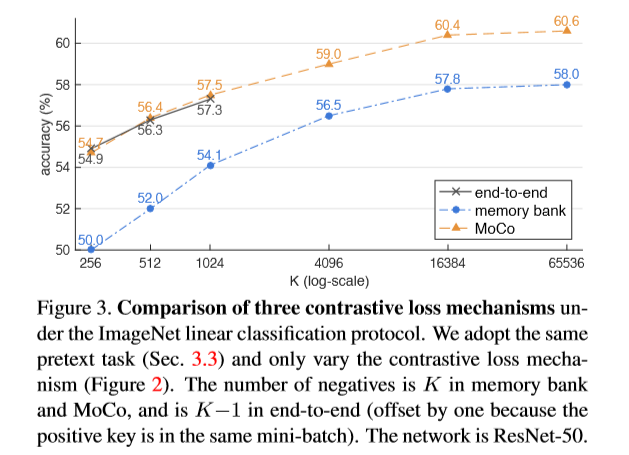 60.4
60.6
60
59.0
58
57.5
57.8
58.0
56.4
57.3
56
56.5
56.3
54.7
54.9
54.1
54
52.0
52
50.0
50
accuracy (%)
end-to-end
memory bank
MoCo
256 512 1024 4096 16384 65536
K (log-scale)
Figure 3. Comparison of three contrastive loss mechanisms un-
der the ImageNet linear classification protocol. We adopt the same
pretext task (Sec. 3.3) and only vary the contrastive loss mecha-
nism (Figure 2). The number of negatives is K in memory bank
and MoCo, and is K−1 in end-to-end (offset by one because the
positive key is in the same mini-batch). The network is ResNet-50.